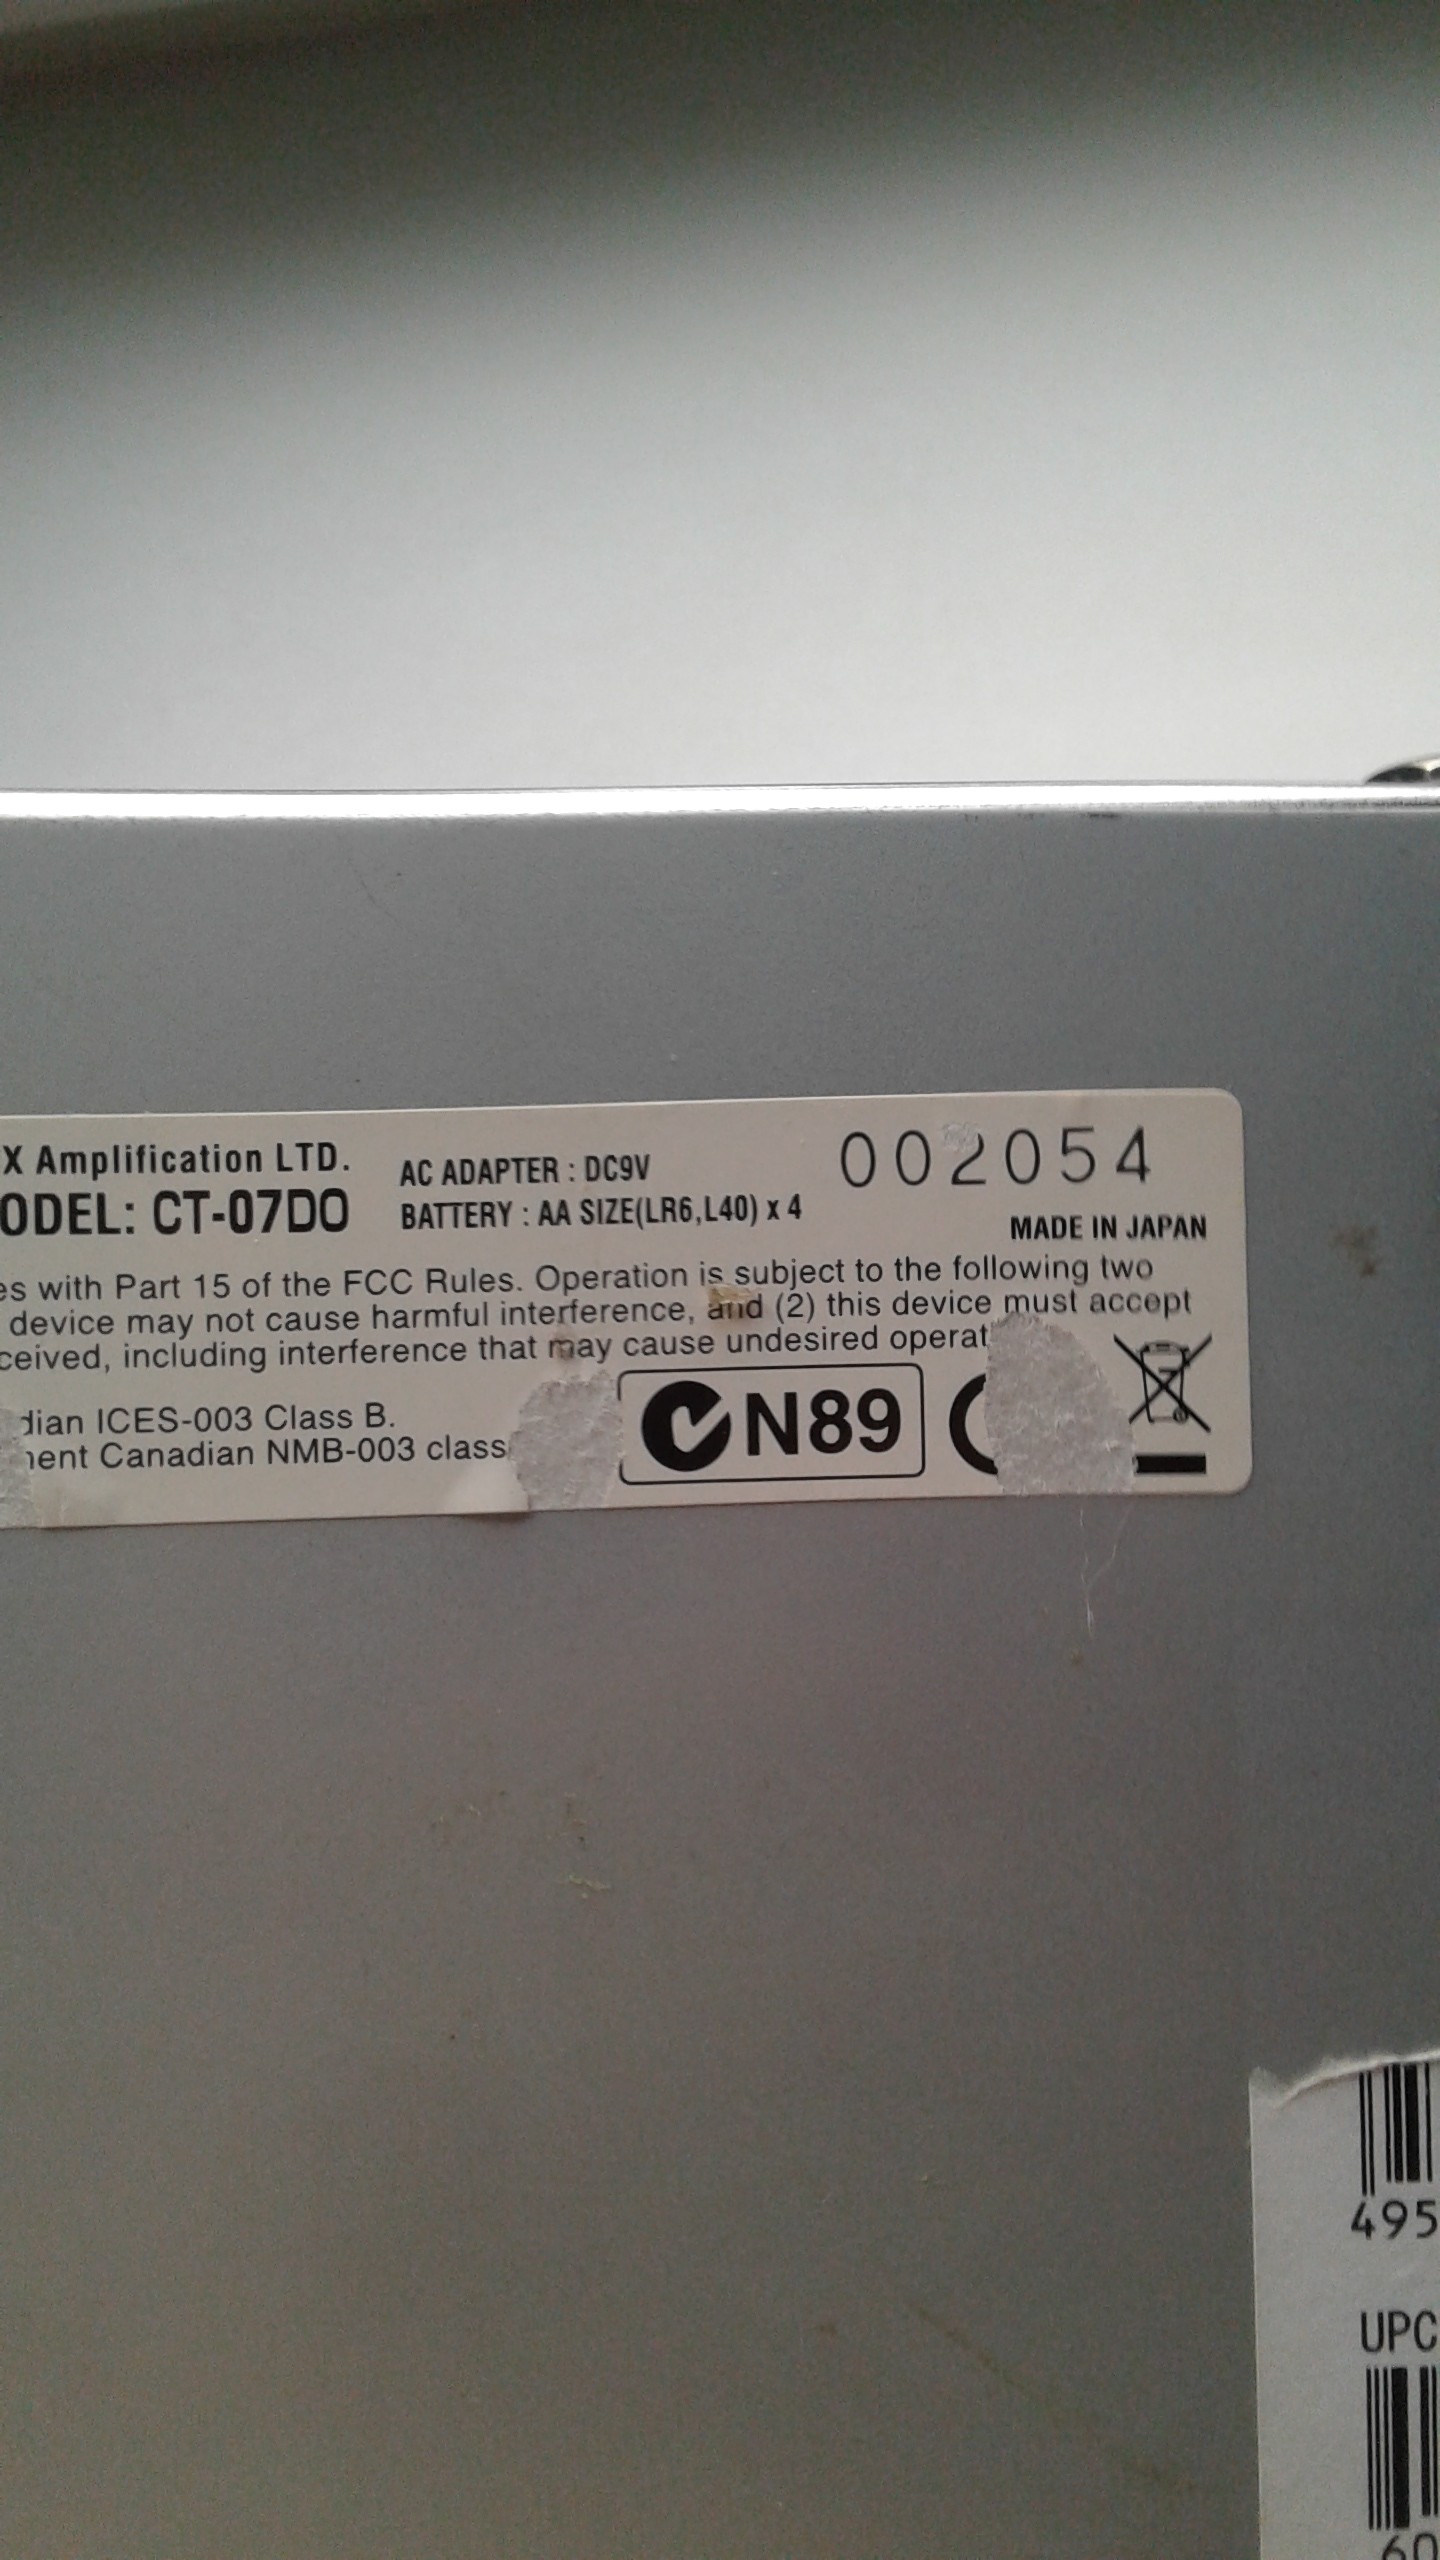 X Amplification LTD.
ODEL: CT-07DO
AC ADAPTER : DC9V
BATTERY : AA SIZE(LR6,L40) x 4
002054
MADE IN JAPAN
es with Part 15 of the FCC Rules. Operation is subject to the following two
device may not cause harmful interference, and (2) this device must accept
ceived, including interference that may cause undesired operat
dian ICES-003 Class B.
nent Canadian NMB-003 class
N89
495
UPC
60